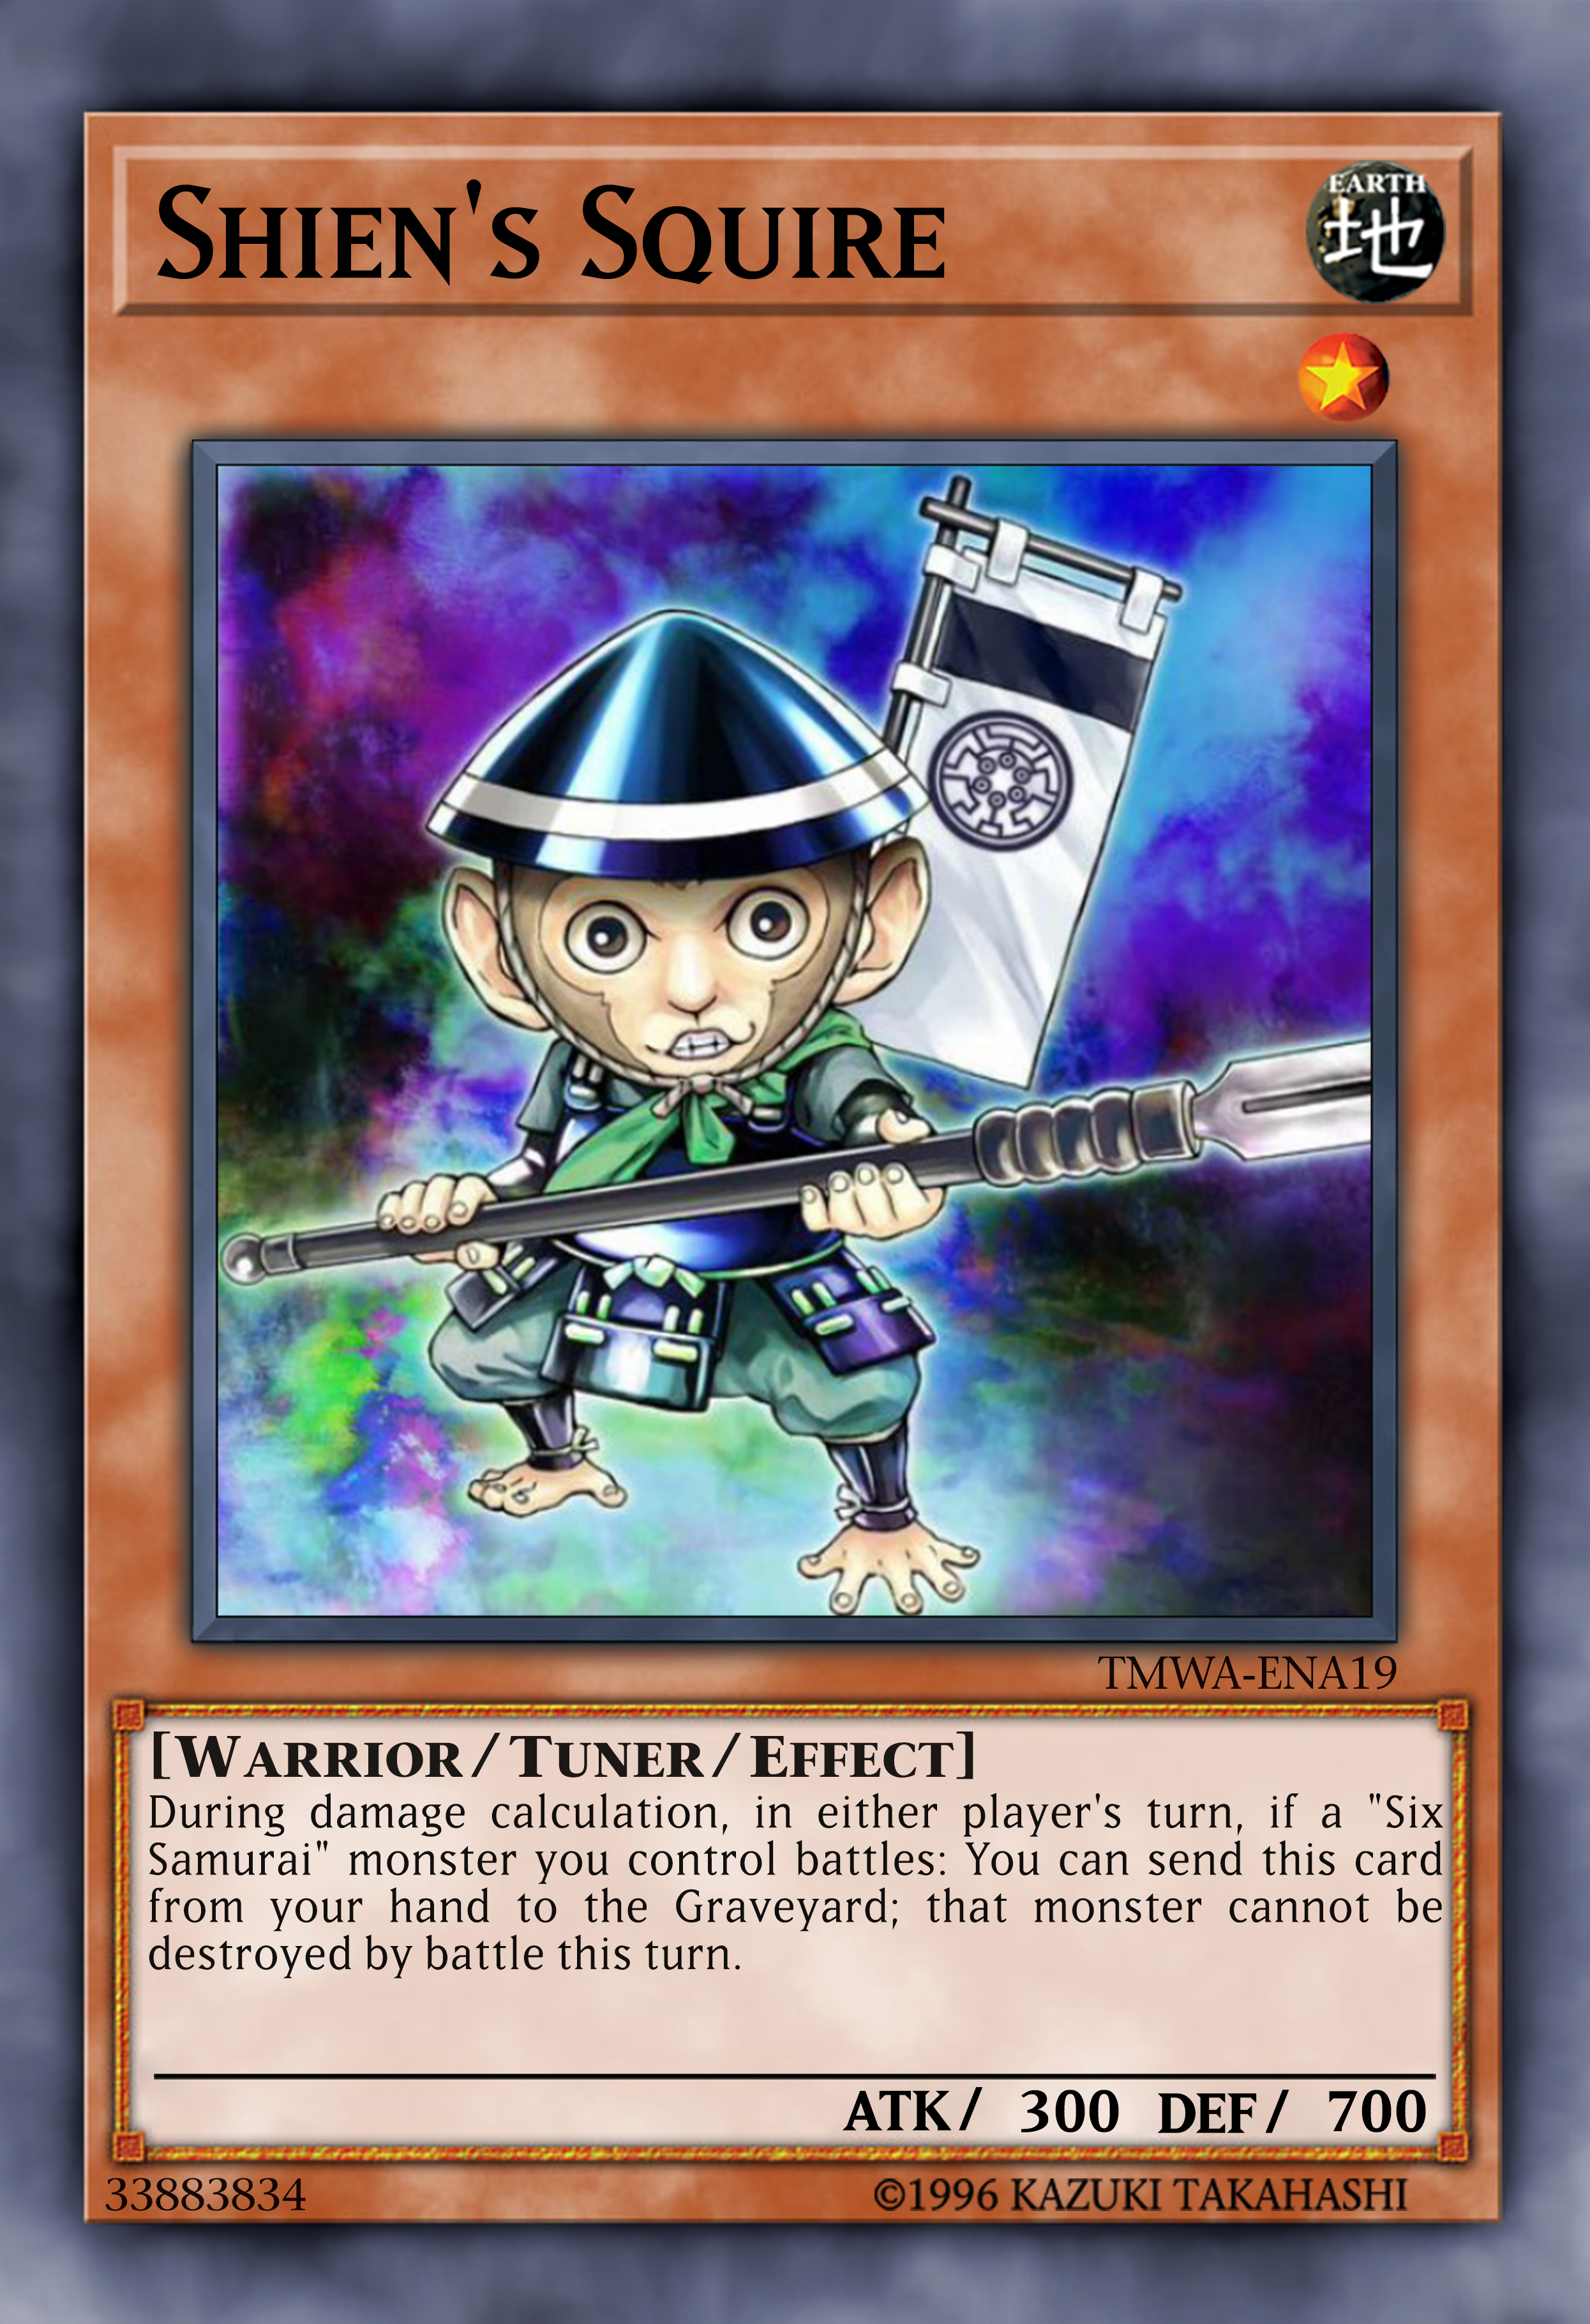 Shien's Squire
EARTH
地
TMWA-ENA19
[Warrior/Tuner/Effect]
During damage calculation, in either player's turn, if a "Six
Samurai" monster you control battles: You can send this card
from your hand to the Graveyard; that monster cannot be
destroyed by battle this turn.
ATK/ 300 DEF/ 700
33883834
©1996 KAZUKI TAKAHASHI